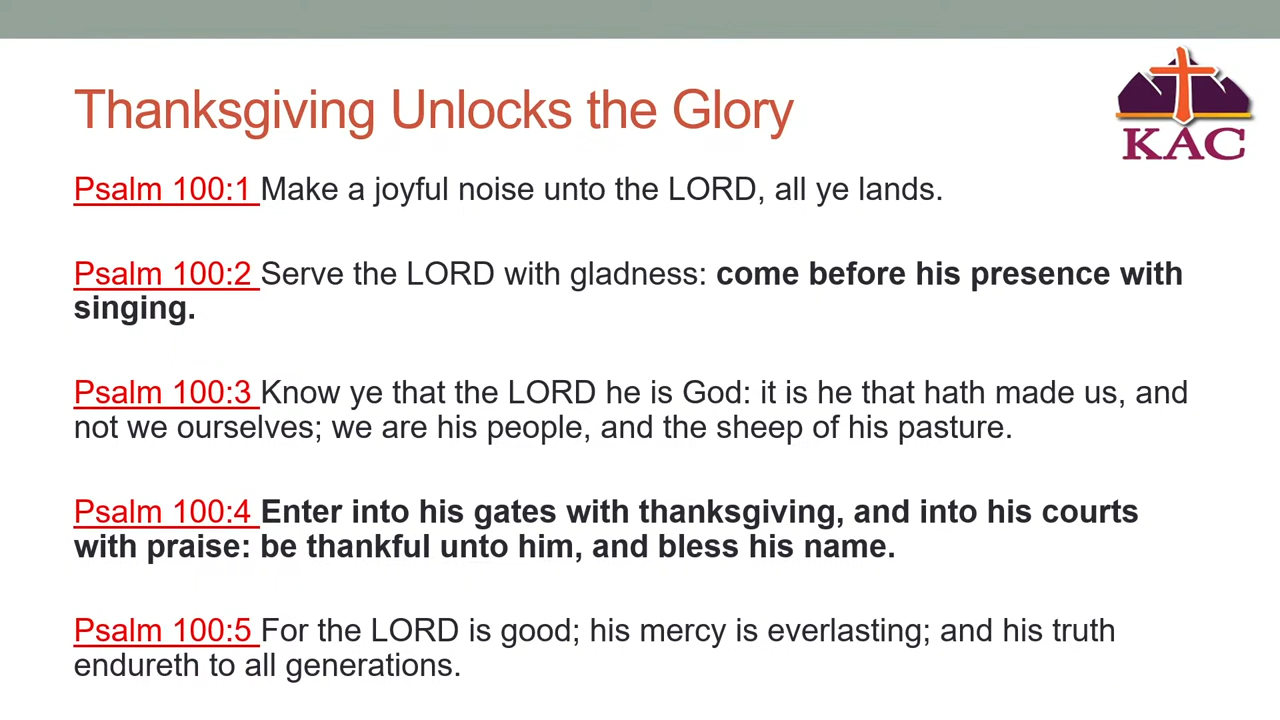 Thanksgiving Unlocks the Glory
KAC
Psalm 100:1 Make a joyful noise unto the LORD, all ye lands.
Psalm 100:2 Serve the LORD with gladness: come before his presence with
singing.
Psalm 100:3 Know ye that the LORD he is God: it is he that hath made us, and
not we ourselves; we are his people, and the sheep of his pasture.
Psalm 100:4 Enter into his gates with thanksgiving, and into his courts
with praise: be thankful unto him, and bless his name.
Psalm 100:5 For the LORD is good; his mercy is everlasting; and his truth
endureth to all generations.